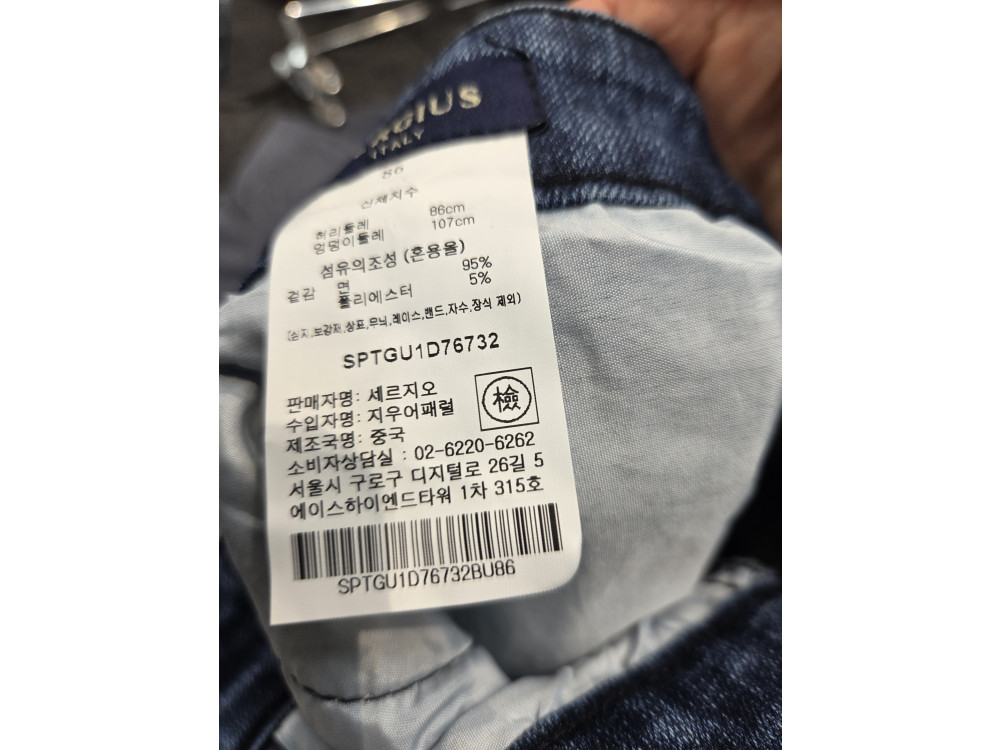 RGIUS
ITALY
86
신체치수
허리둘레 86cm
엉덩이둘레 107cm
섬유의조성 (혼용율)
겉감 면 95%
폴리에스터 5%
(심지,보강재,상표,무늬,레이스,밴드,자수,장식 제외)
SPTGU1D76732
판매자명: 세르지오
수입자명: 지우어패럴
檢
제조국명: 중국
소비자상담실 : 02-6220-6262
서울시 구로구 디지털로 26길 5
에이스하이엔드타워 1차 315호
SPTGU1D76732BU86